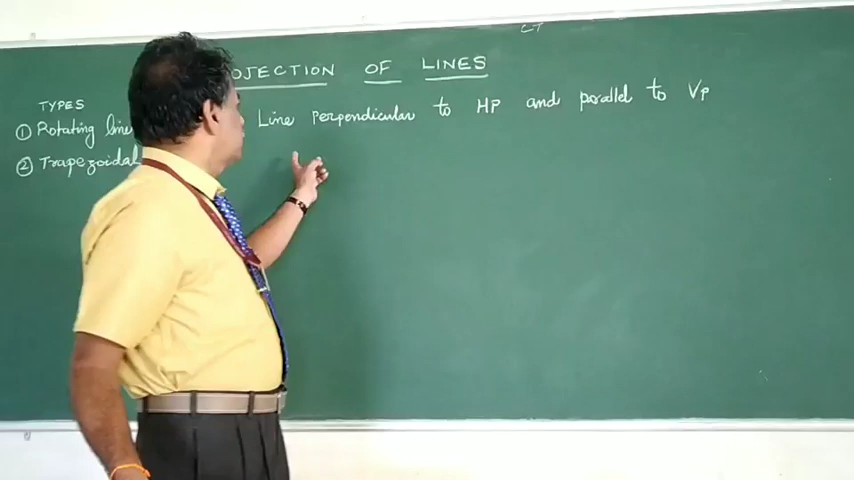 OJECTION OF LINES
TYPES
① Rotating line
② Trapezoidal
Line Perpendicular to HP and parallel to VP